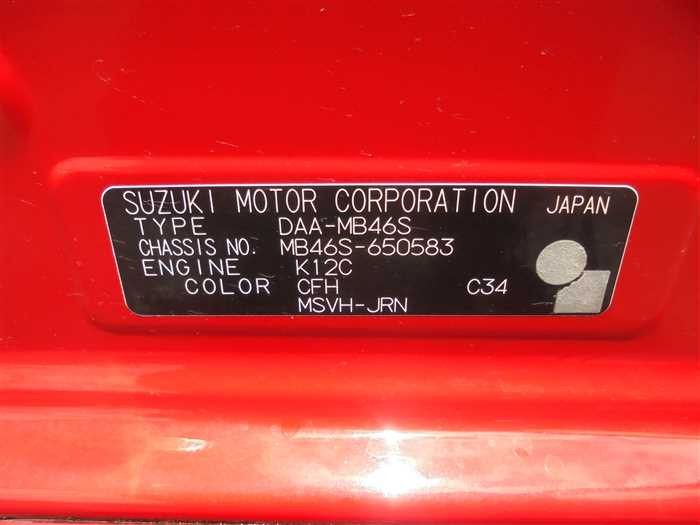 SUZUKI MOTOR CORPORATION JAPAN
TYPE DAA-MB46S
CHASSIS NO. MB46S-650583
ENGINE K12C
COLOR CFH C34
MSVH-JRN